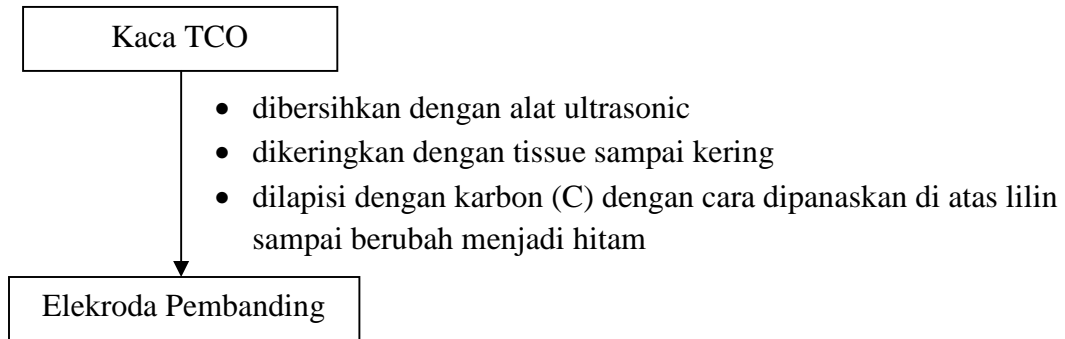 Kaca TCO
• dibersihkan dengan alat ultrasonic
• dikeringkan dengan tissue sampai kering
• dilapisi dengan karbon (C) dengan cara dipanaskan di atas lilin
sampai berubah menjadi hitam
Elekroda Pembanding